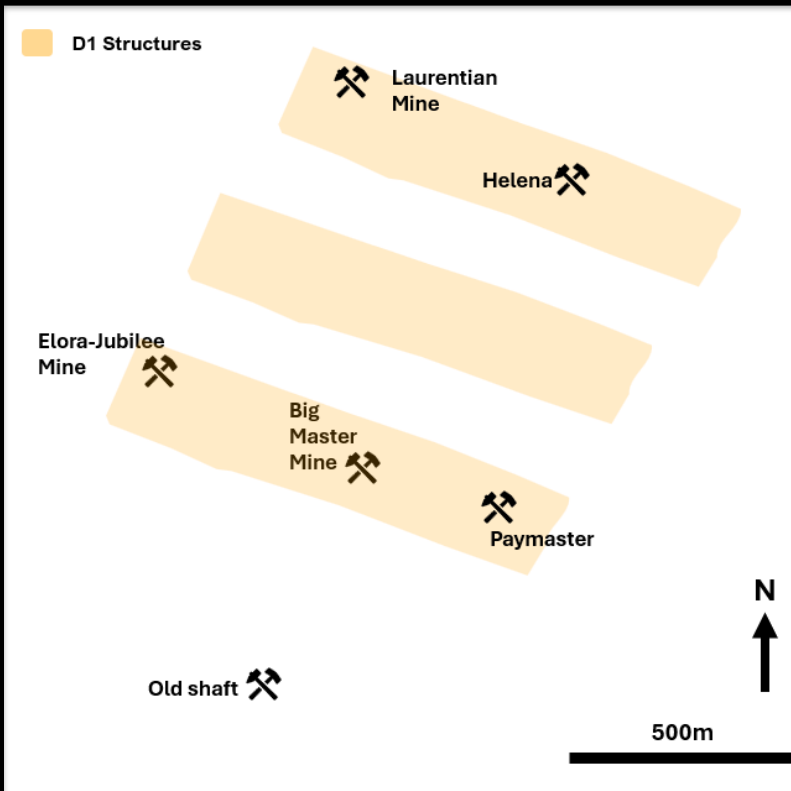 D1 Structures
Laurentian
Mine
Helena
Elora-Jubilee
Mine
Big
Master
Mine
Paymaster
N
Old shaft
500m